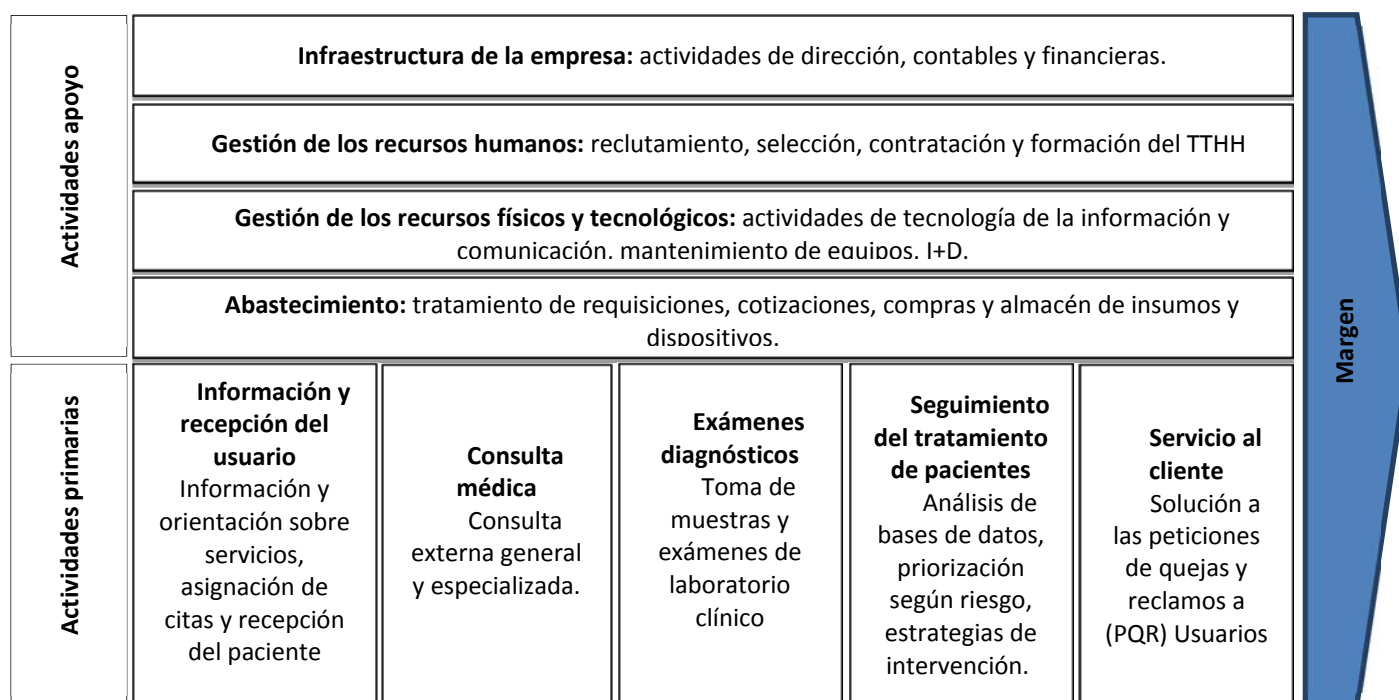 Actividades apoyo
Infraestructura de la empresa: actividades de dirección, contables y financieras.
Gestión de los recursos humanos: reclutamiento, selección, contratación y formación del TTHH
Gestión de los recursos físicos y tecnológicos: actividades de tecnología de la información y
comunicación, mantenimiento de equipos, I+D.
Abastecimiento: tratamiento de requisiciones, cotizaciones, compras y almacén de insumos y
dispositivos.
Actividades primarias
Información y
recepción del
usuario
Información y
orientación sobre
servicios,
asignación de
citas y recepción
del paciente
Consulta
médica
Consulta
externa general
y especializada.
Exámenes
diagnósticos
Toma de
muestras y
exámenes de
laboratorio
clínico
Seguimiento
del tratamiento
de pacientes
Análisis de
bases de datos,
priorización
según riesgo,
estrategias de
intervención.
Servicio al
cliente
Solución a
las peticiones
de quejas y
reclamos a
(PQR) Usuarios
Margen